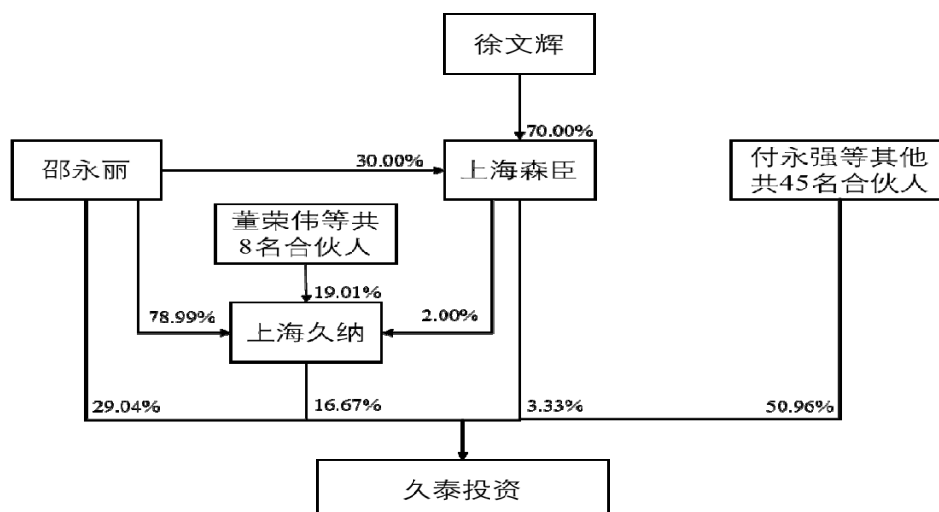 徐文辉
70.00%
邵永丽
30.00%
上海森臣
付永强等其他
共45名合伙人
董荣伟等共
8名合伙人
19.01%
78.99%
上海久纳
2.00%
29.04%
16.67%
3.33%
50.96%
久泰投资